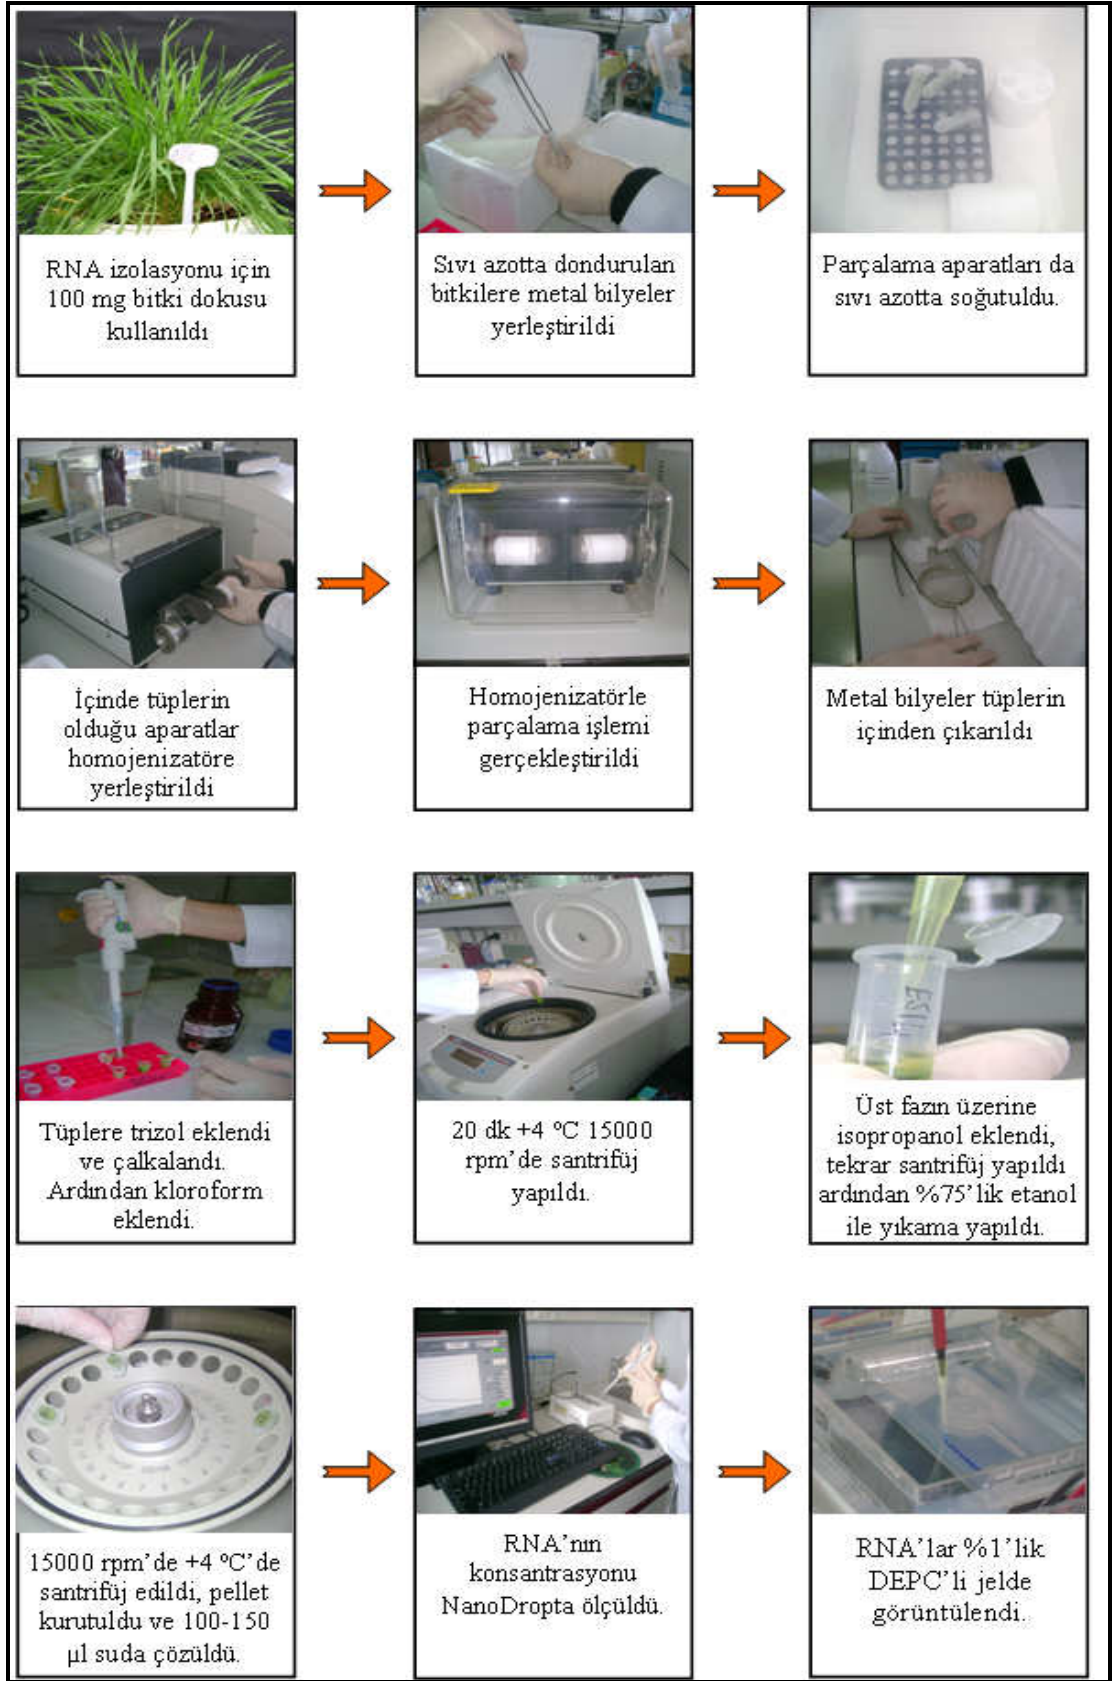 RNA izolasyonu için
100 mg bitki dokusu
kullanıldı
Sıvı azotta dondurulan
bitkilere metal bilyeler
yerleştirildi
Parçalama aparatları da
sıvı azotta soğutuldu.
İçinde tüplerin
olduğu aparatlar
homojenizatöre
yerleştirildi
Homojenizatörle
parçalama işlemi
gerçekleştirildi
Metal bilyeler tüplerin
içinden çıkarıldı
Tüplere trizol eklendi
ve çalkalandı.
Ardından kloroform
eklendi.
20 dk +4 ºC 15000
rpm’de santrifüj
yapıldı.
Üst fazın üzerine
isopropanol eklendi,
tekrar santrifüj yapıldı
ardından %75’lik etanol
ile yıkama yapıldı.
15000 rpm’de +4 ºC’de
santrifüj edildi, pellet
kurutuldu ve 100-150
µl suda çözüldü.
RNA’nın
konsantrasyonu
NanoDropta ölçüldü.
RNA’lar %1’lik
DEPC’li jelde
görüntülendi.